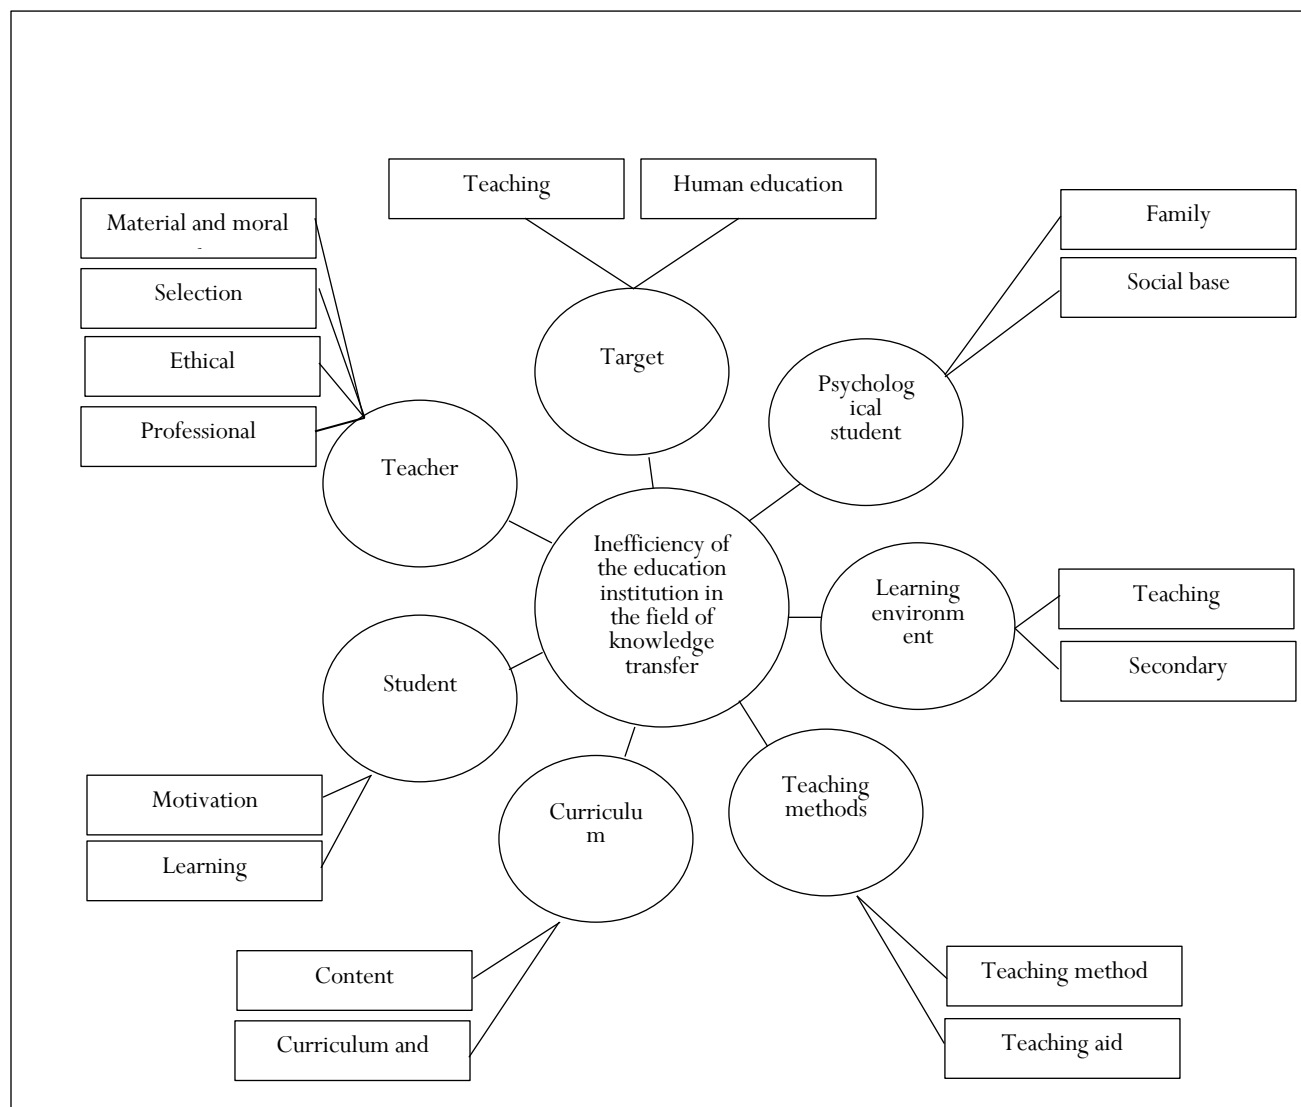 Teaching
Human education
Material and moral
Selection
Ethical
Professional
Family
Social base
Target
Psycholog
ical
student
Teacher
Inefficiency of
the education
institution in
the field of
knowledge
transfer
Learning
environm
ent
Teaching
Secondary
Student
Motivation
Learning
Curriculu
m
Teaching
methods
Content
Curriculum and
Teaching method
Teaching aid